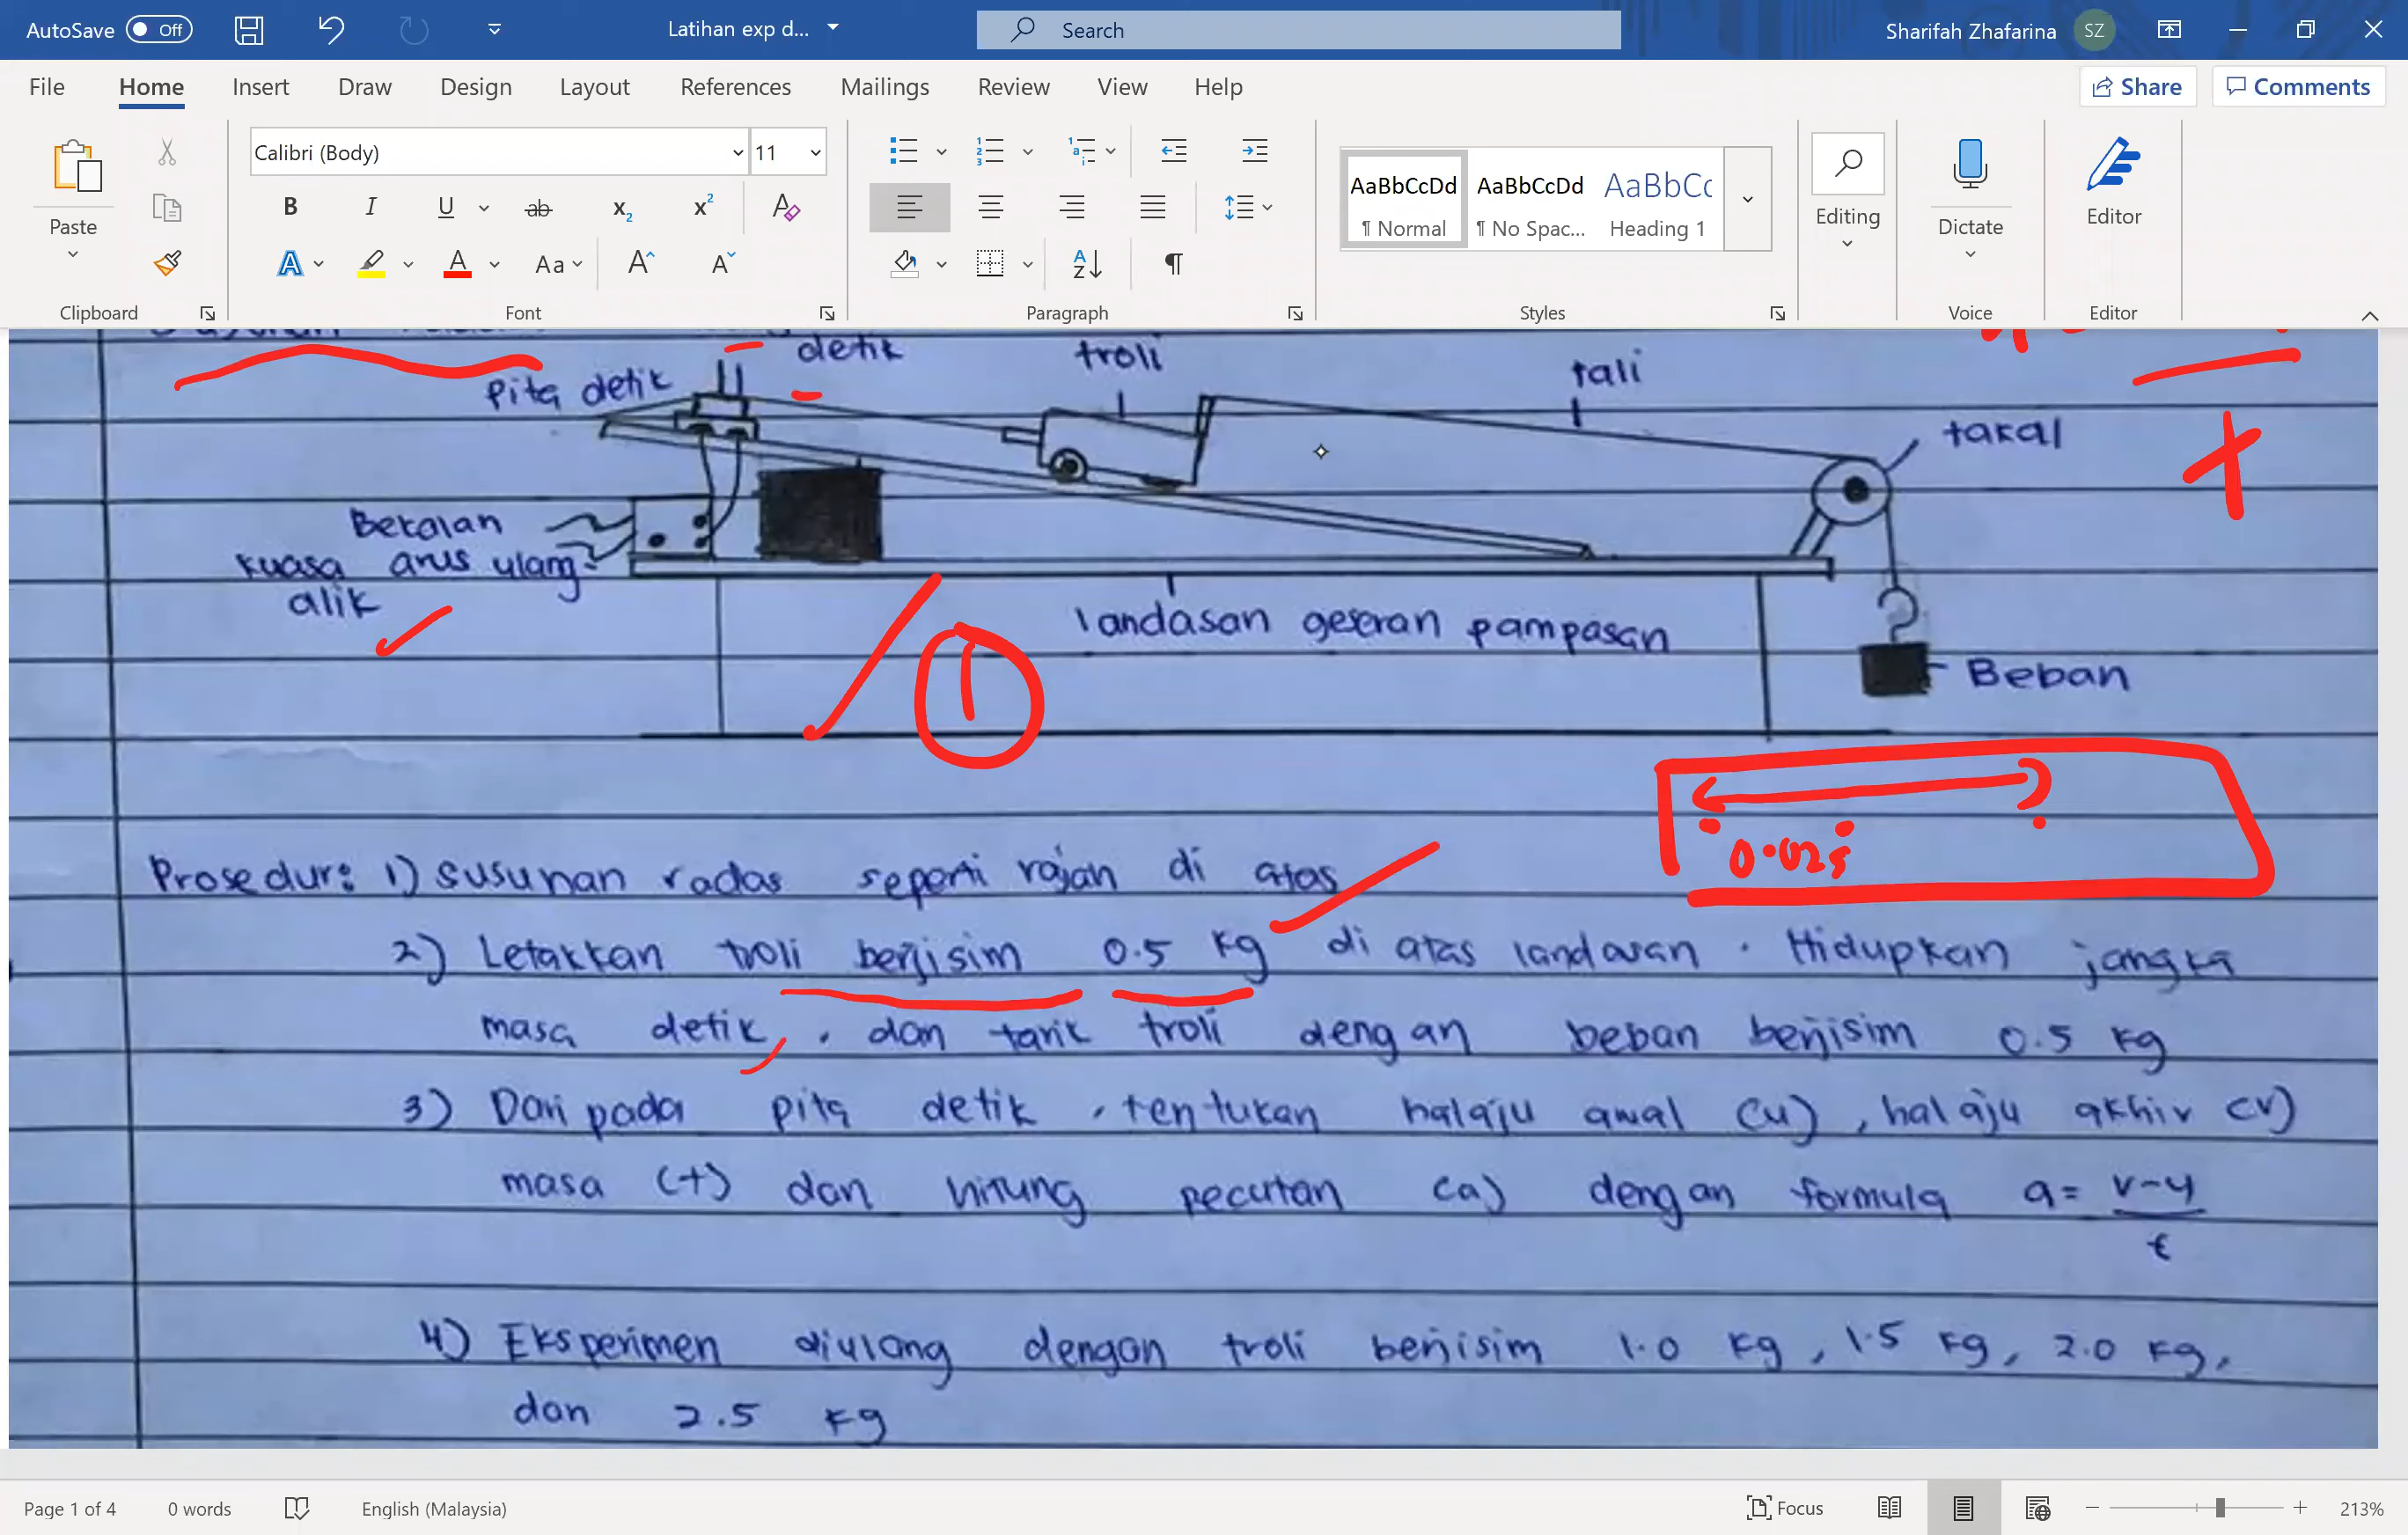 AutoSave Off Latihan exp d... Search Sharifah Zhafarina SZ
File Home Insert Draw Design Layout References Mailings Review View Help Share Comments
Paste
Calibri (Body) 11
B I U ab x₂ x² A
A A Aa A A
AaBbCcDd AaBbCcDd AaBbCc
¶ Normal ¶ No Spac... Heading 1
Editing Dictate Editor
Clipboard Font Paragraph Styles Voice Editor
detik troli tali
Pita detik
takal
Bekalan
kuasa arus ulang
alik
landasan geseran pampasan
1
Beban
0.02s
Prosedur: 1) Susunan radas seperti rajah di atas
2) Letakkan troli berjisim 0.5 kg di atas landasan. Hidupkan jangka
masa detik, dan tarik troli dengan beban berjisim 0.5 kg
3) Dari pada pita detik, tentukan halaju awal (u), halaju akhir (v)
masa (t) dan hitung pecutan (a) dengan formula a = v-u
t
4) Eksperimen diulang dengan troli berjisim 1.0 kg, 1.5 kg, 2.0 kg,
dan 2.5 kg
Page 1 of 4 0 words English (Malaysia) Focus 213%